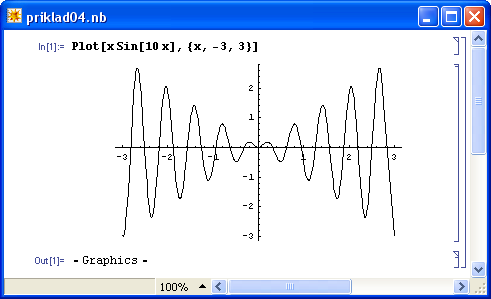 priklad04.nb
In[1]:= Plot[x Sin[10 x], {x, -3, 3}]
2
1
-3 -2 -1 1 2 3
-1
-2
-3
Out[1]= - Graphics -
100%